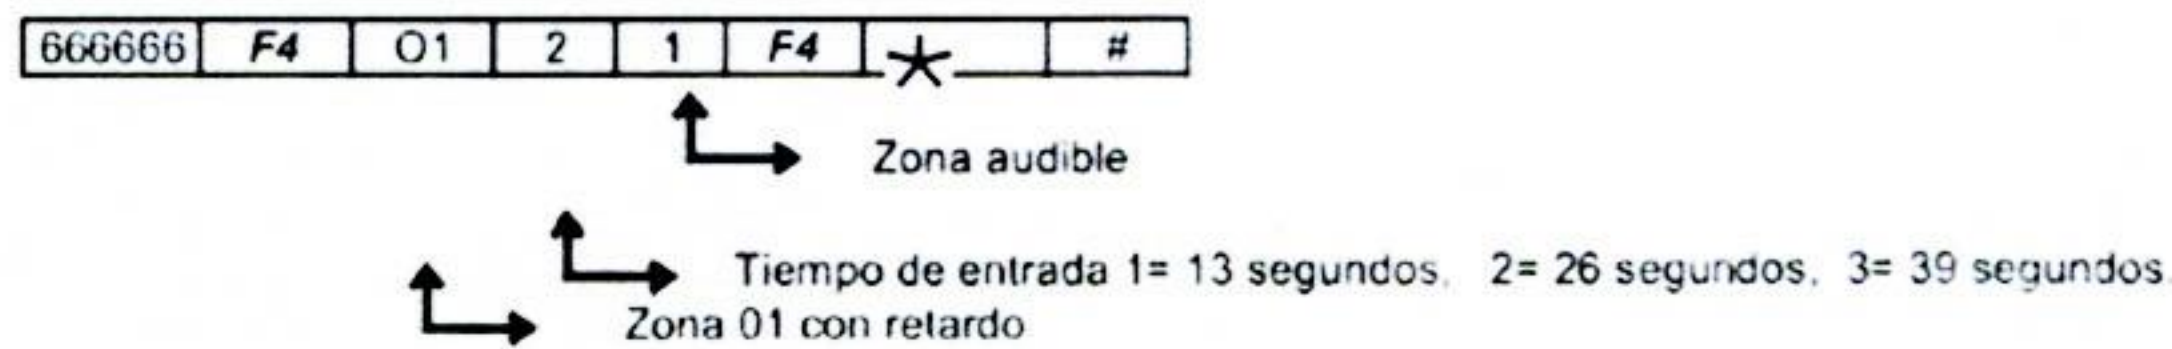 666666 F4 O1 2 1 F4 * #
Zona audible
Tiempo de entrada 1= 13 segundos. 2= 26 segundos. 3= 39 segundos.
Zona 01 con retardo